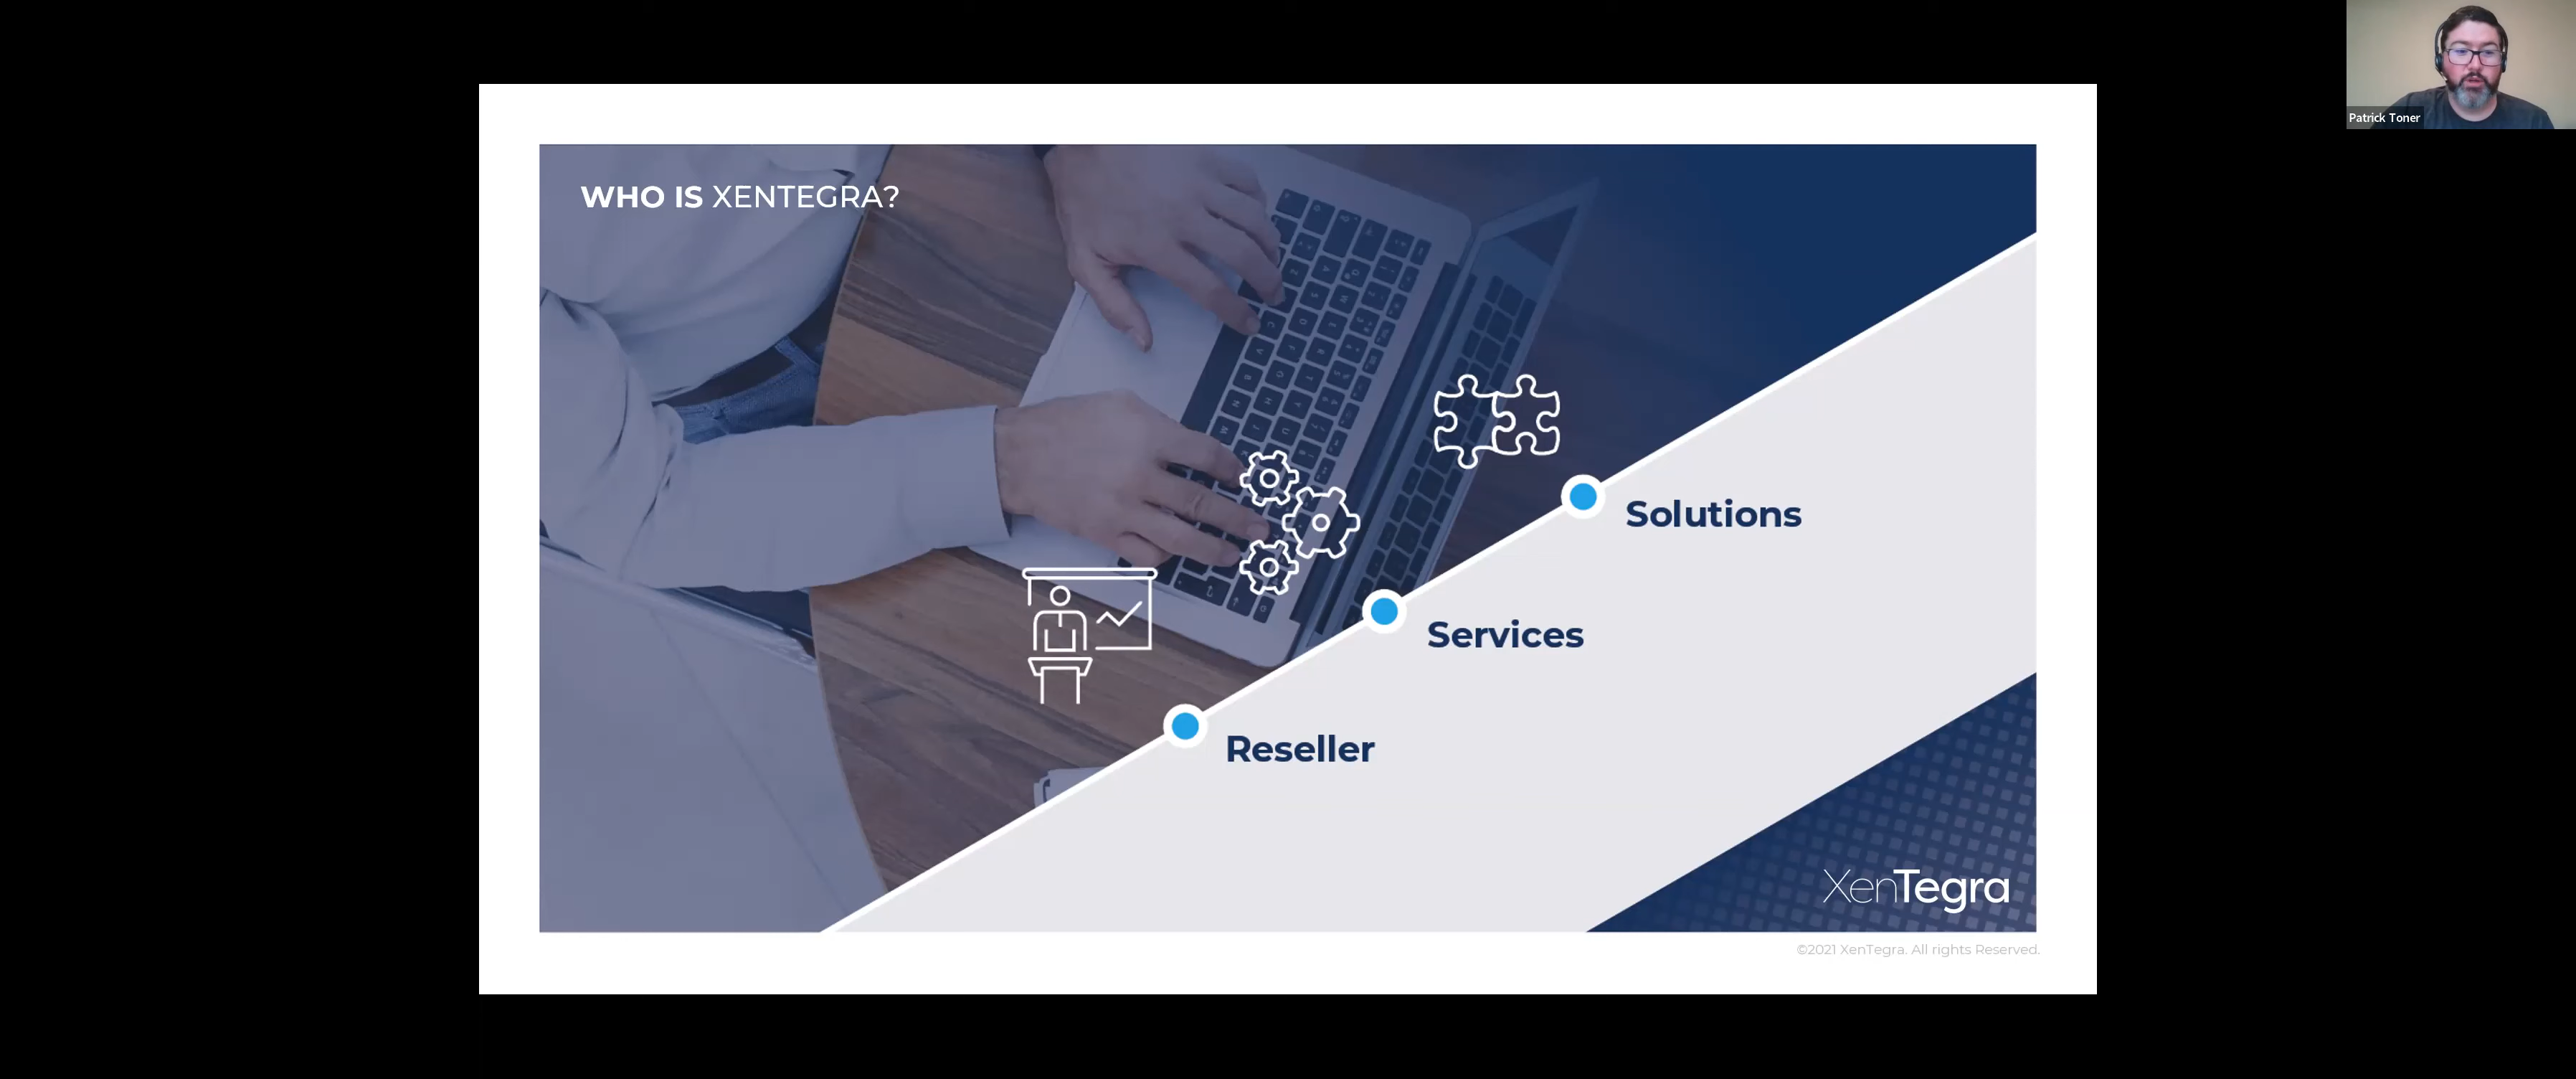 Patrick Toner
WHO IS XENTEGRA?
Solutions
Services
Reseller
XenTegra
©2021 XenTegra. All rights Reserved.